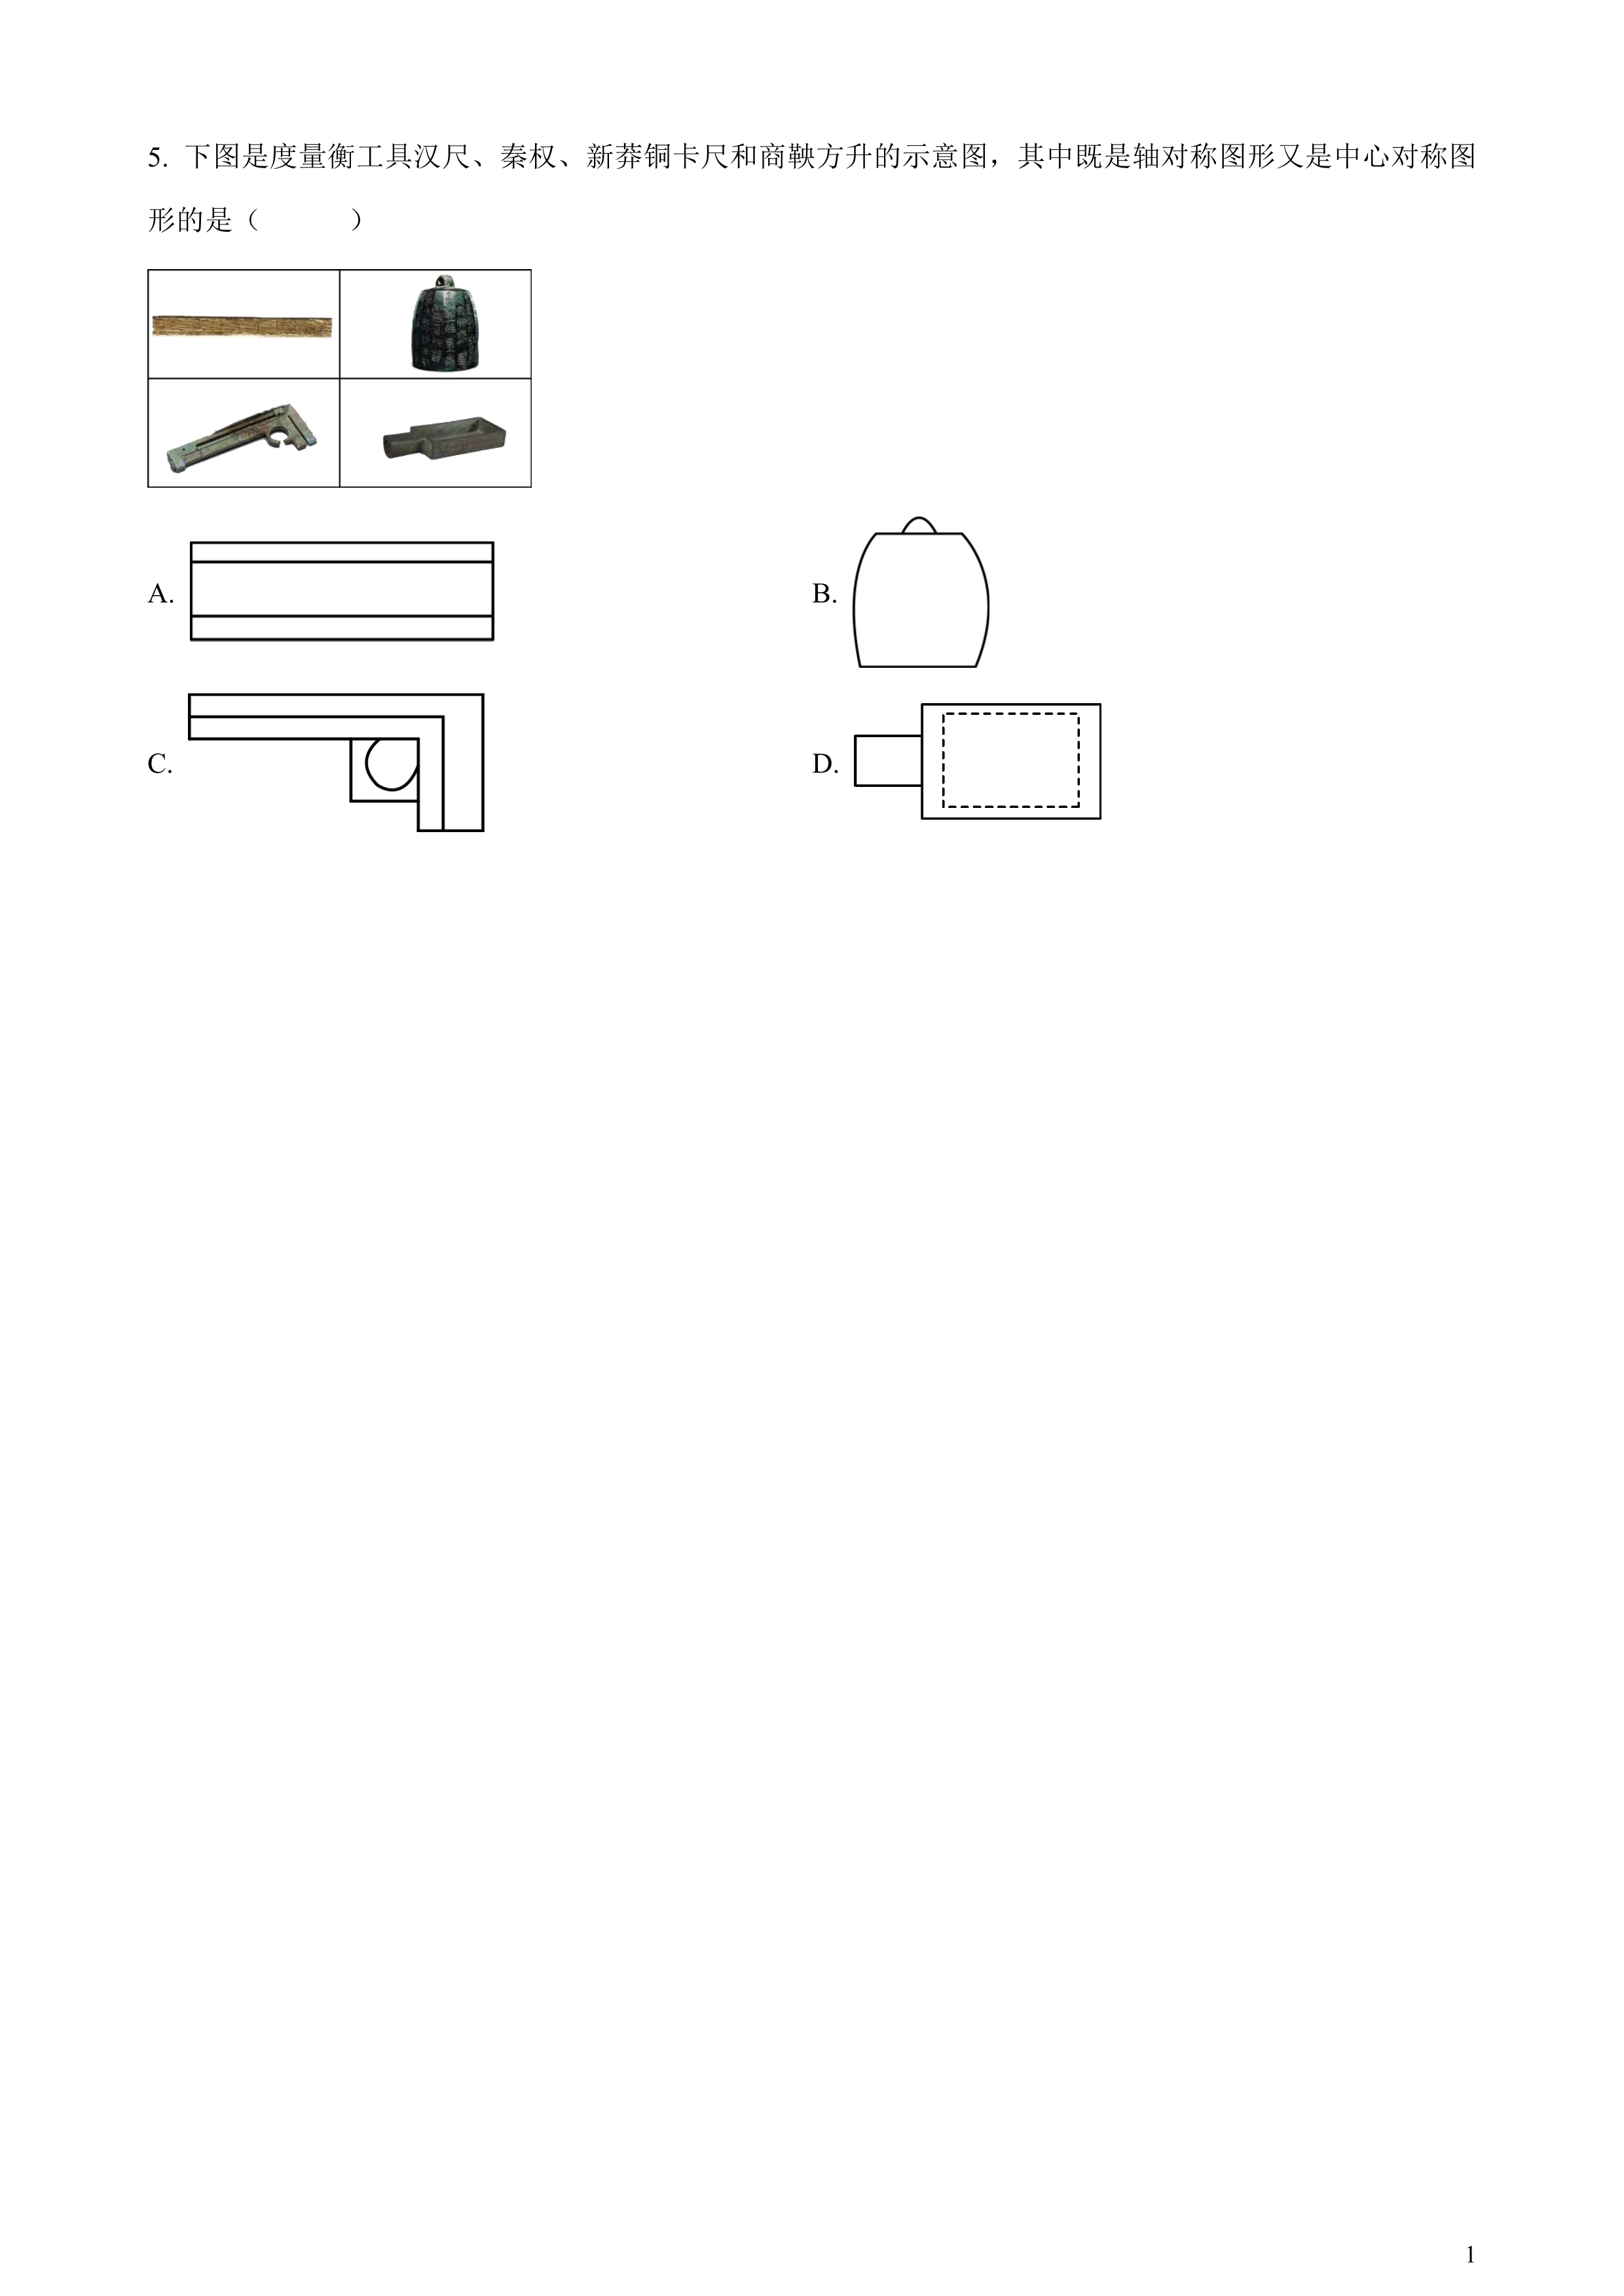 5. 下图是度量衡工具汉尺、秦权、新莽铜卡尺和商鞅方升的示意图，其中既是轴对称图形又是中心对称图
形的是（　　　）
A.
B.
C.
D.
1